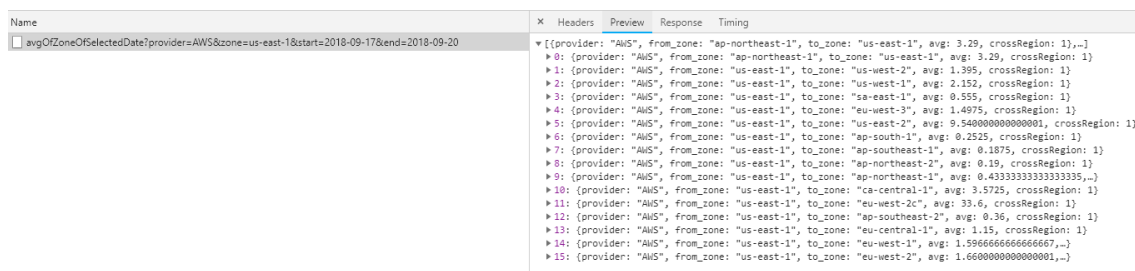 Name
× Headers Preview Response Timing
avgOfZoneOfSelectedDate?provider=AWS&zone=us-east-1&start=2018-09-17&end=2018-09-20
▼ [{provider: "AWS", from_zone: "ap-northeast-1", to_zone: "us-east-1", avg: 3.29, crossRegion: 1},…]
▶ 0: {provider: "AWS", from_zone: "ap-northeast-1", to_zone: "us-east-1", avg: 3.29, crossRegion: 1}
▶ 1: {provider: "AWS", from_zone: "us-east-1", to_zone: "us-west-2", avg: 1.395, crossRegion: 1}
▶ 2: {provider: "AWS", from_zone: "us-east-1", to_zone: "us-west-1", avg: 2.152, crossRegion: 1}
▶ 3: {provider: "AWS", from_zone: "us-east-1", to_zone: "sa-east-1", avg: 0.555, crossRegion: 1}
▶ 4: {provider: "AWS", from_zone: "us-east-1", to_zone: "eu-west-3", avg: 1.4975, crossRegion: 1}
▶ 5: {provider: "AWS", from_zone: "us-east-1", to_zone: "us-east-2", avg: 9.540000000000001, crossRegion: 1}
▶ 6: {provider: "AWS", from_zone: "us-east-1", to_zone: "ap-south-1", avg: 0.2525, crossRegion: 1}
▶ 7: {provider: "AWS", from_zone: "us-east-1", to_zone: "ap-southeast-1", avg: 0.1875, crossRegion: 1}
▶ 8: {provider: "AWS", from_zone: "us-east-1", to_zone: "ap-northeast-2", avg: 0.19, crossRegion: 1}
▶ 9: {provider: "AWS", from_zone: "us-east-1", to_zone: "ap-northeast-1", avg: 0.43333333333333335,…}
▶ 10: {provider: "AWS", from_zone: "us-east-1", to_zone: "ca-central-1", avg: 3.5725, crossRegion: 1}
▶ 11: {provider: "AWS", from_zone: "us-east-1", to_zone: "eu-west-2c", avg: 33.6, crossRegion: 1}
▶ 12: {provider: "AWS", from_zone: "us-east-1", to_zone: "ap-southeast-2", avg: 0.36, crossRegion: 1}
▶ 13: {provider: "AWS", from_zone: "us-east-1", to_zone: "eu-central-1", avg: 1.15, crossRegion: 1}
▶ 14: {provider: "AWS", from_zone: "us-east-1", to_zone: "eu-west-1", avg: 1.5966666666666667,…}
▶ 15: {provider: "AWS", from_zone: "us-east-1", to_zone: "eu-west-2", avg: 1.6600000000000001,…}